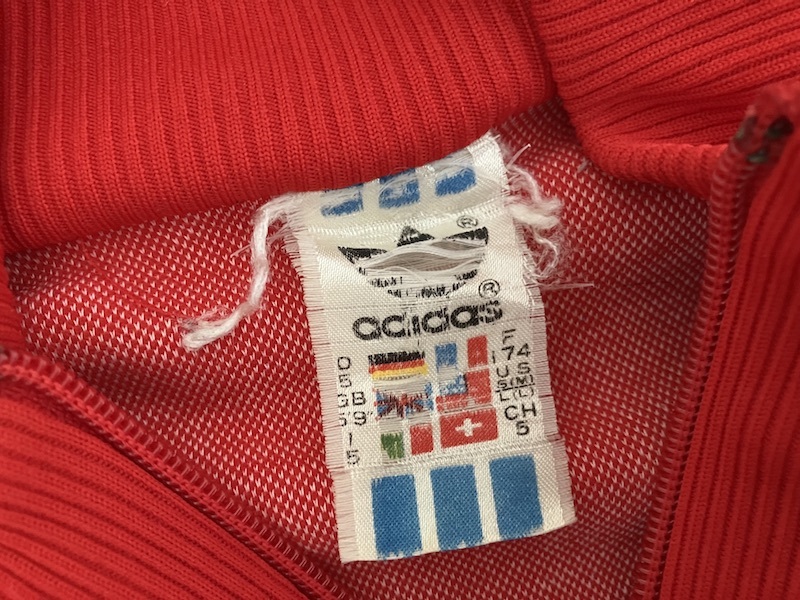 ®
®
adidas
D F
5 174
GB US
5'9" S(M)
L(L)
I CH
5 5